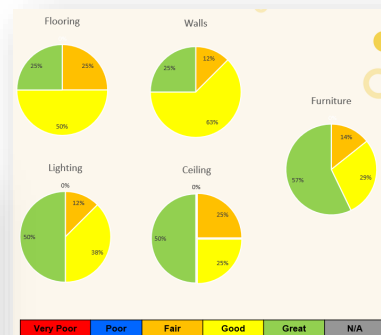 Flooring
25%
25%
50%
Walls
12%
25%
63%
Furniture
14%
57%
29%
Lighting
0%
12%
50%
38%
Ceiling
0%
25%
50%
25%
Very Poor Poor Fair Good Great N/A